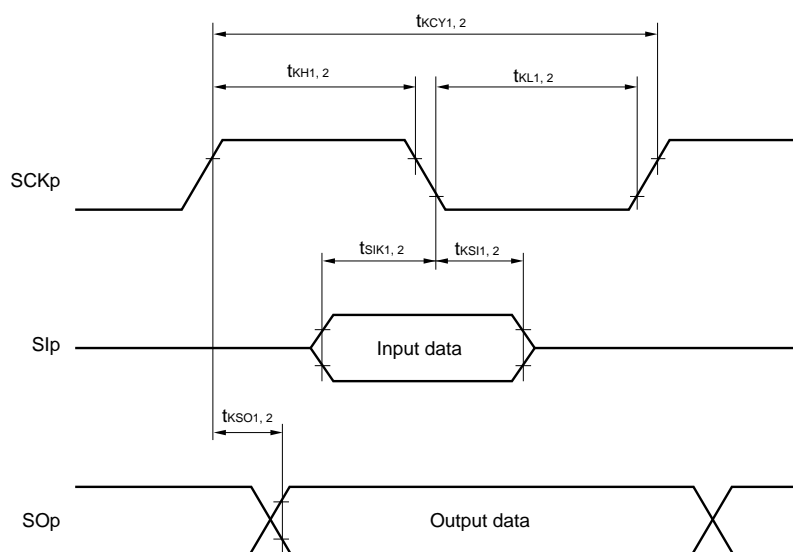 tKCY1, 2
tKH1, 2
tKL1, 2
SCKp
tSIK1, 2
tKSI1, 2
SIp
Input data
tKSO1, 2
SOp
Output data